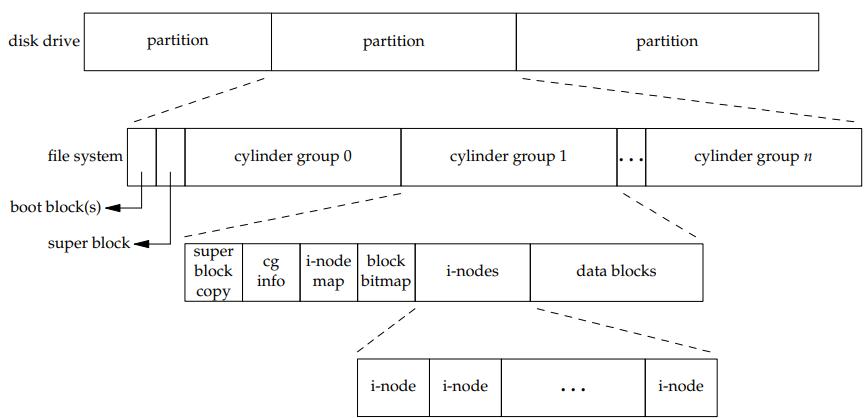 disk drive partition partition partition
file system cylinder group 0 cylinder group 1 ... cylinder group n
boot block(s)
super block
super
block
copy
cg
info
i-node
map
block
bitmap
i-nodes
data blocks
i-node i-node ... i-node